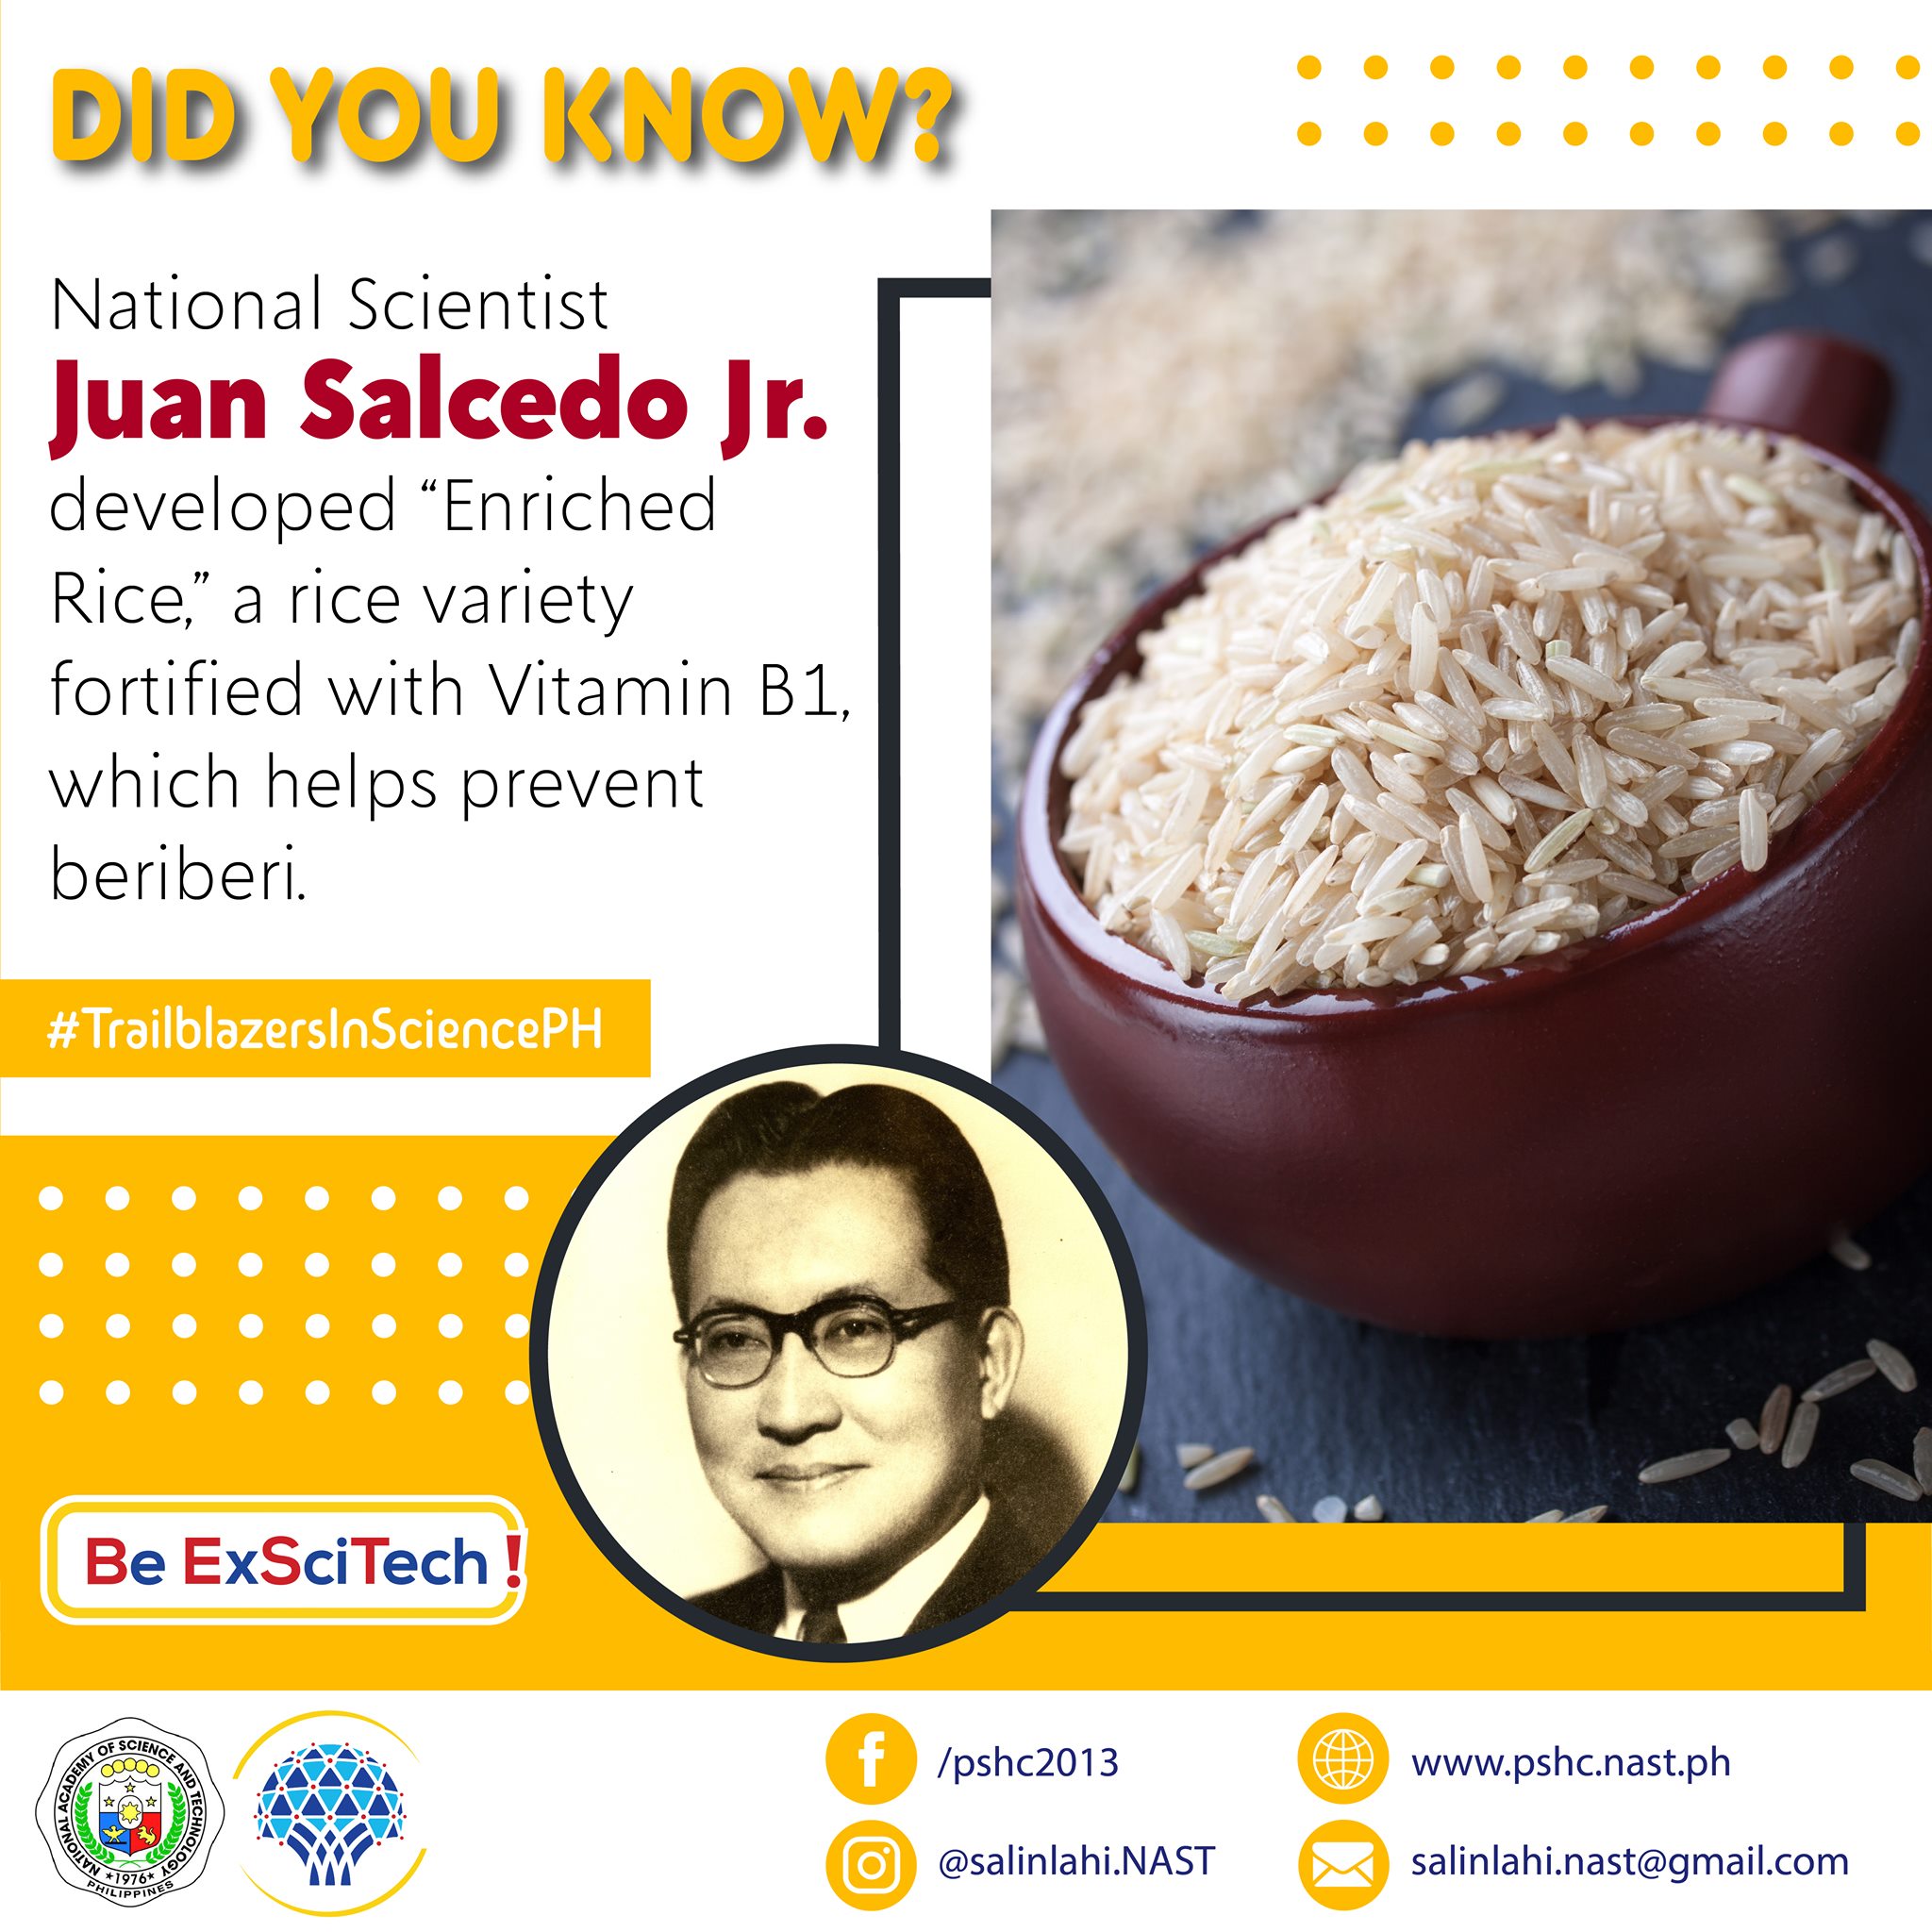 DID YOU KNOW?
National Scientist
Juan Salcedo Jr.
developed “Enriched
Rice,” a rice variety
fortified with Vitamin B1,
which helps prevent
beriberi.
#TrailblazersInSciencePH
Be ExSciTech!
NATIONAL ACADEMY OF SCIENCE AND TECHNOLOGY
1976
PHILIPPINES
/pshc2013
www.pshc.nast.ph
@salinlahi.NAST
salinlahi.nast@gmail.com